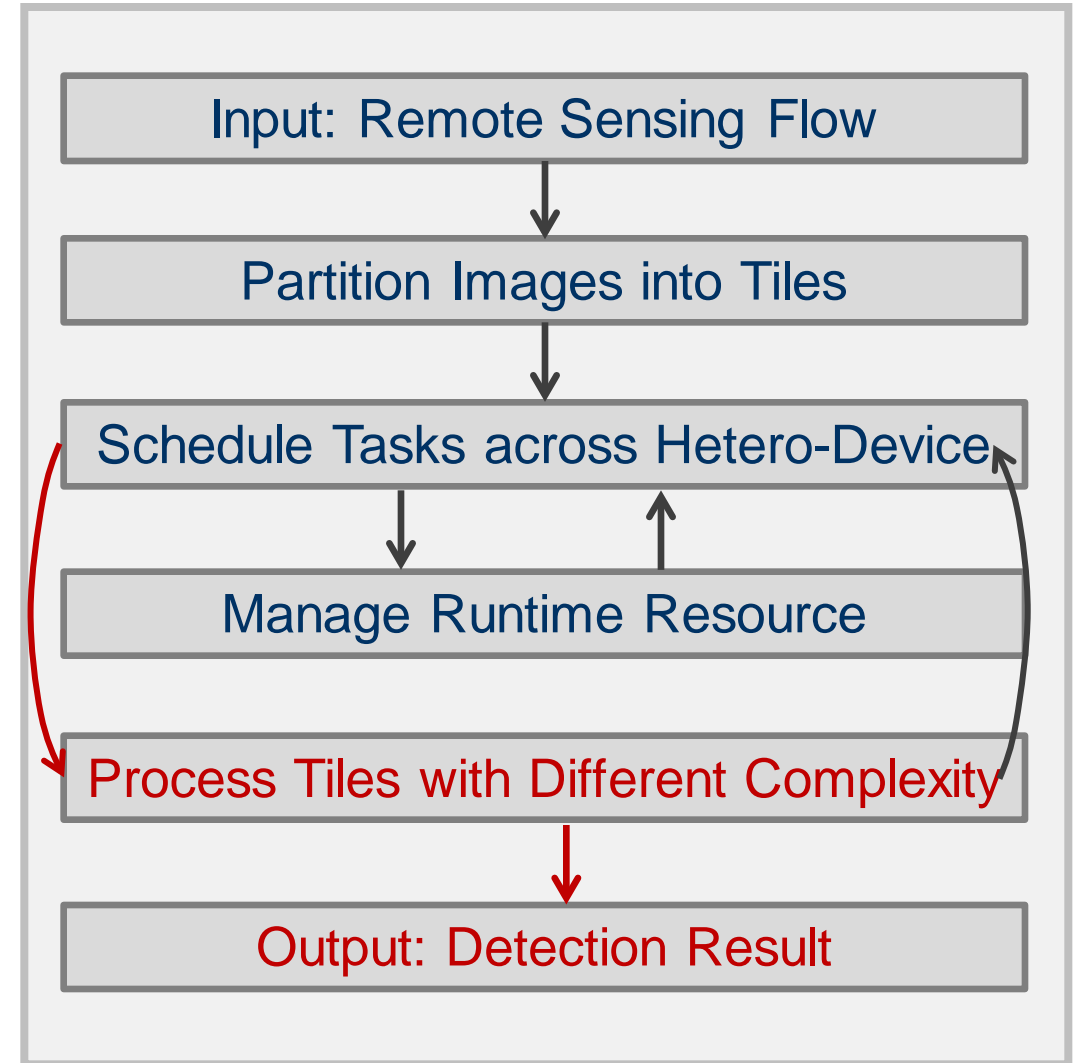 Input: Remote Sensing Flow
Partition Images into Tiles
Schedule Tasks across Hetero-Device
Manage Runtime Resource
Process Tiles with Different Complexity
Output: Detection Result